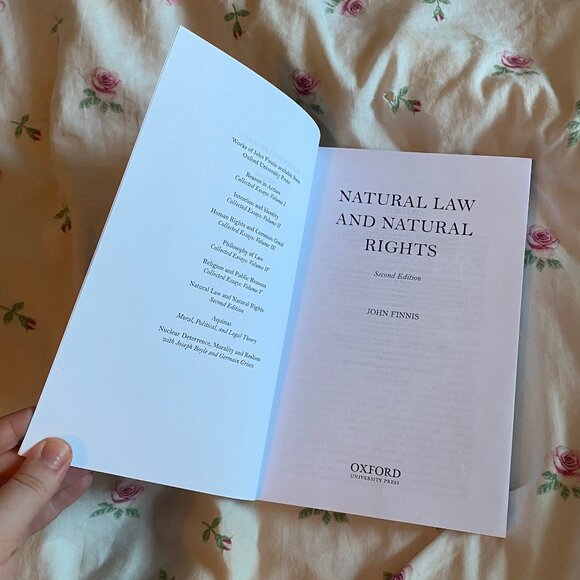 Works of John Finnis available from
Oxford University Press
Reason in Action
Collected Essays: Volume I
Intention and Identity
Collected Essays: Volume II
Human Rights and Common Good
Collected Essays: Volume III
Philosophy of Law
Collected Essays: Volume IV
Religion and Public Reasons
Collected Essays: Volume V
Natural Law and Natural Rights
Second Edition
Aquinas
Moral, Political, and Legal Theory
Nuclear Deterrence, Morality and Realism
with Joseph Boyle and Germain Grisez
NATURAL LAW
AND NATURAL
RIGHTS
Second Edition
JOHN FINNIS
OXFORD
UNIVERSITY PRESS